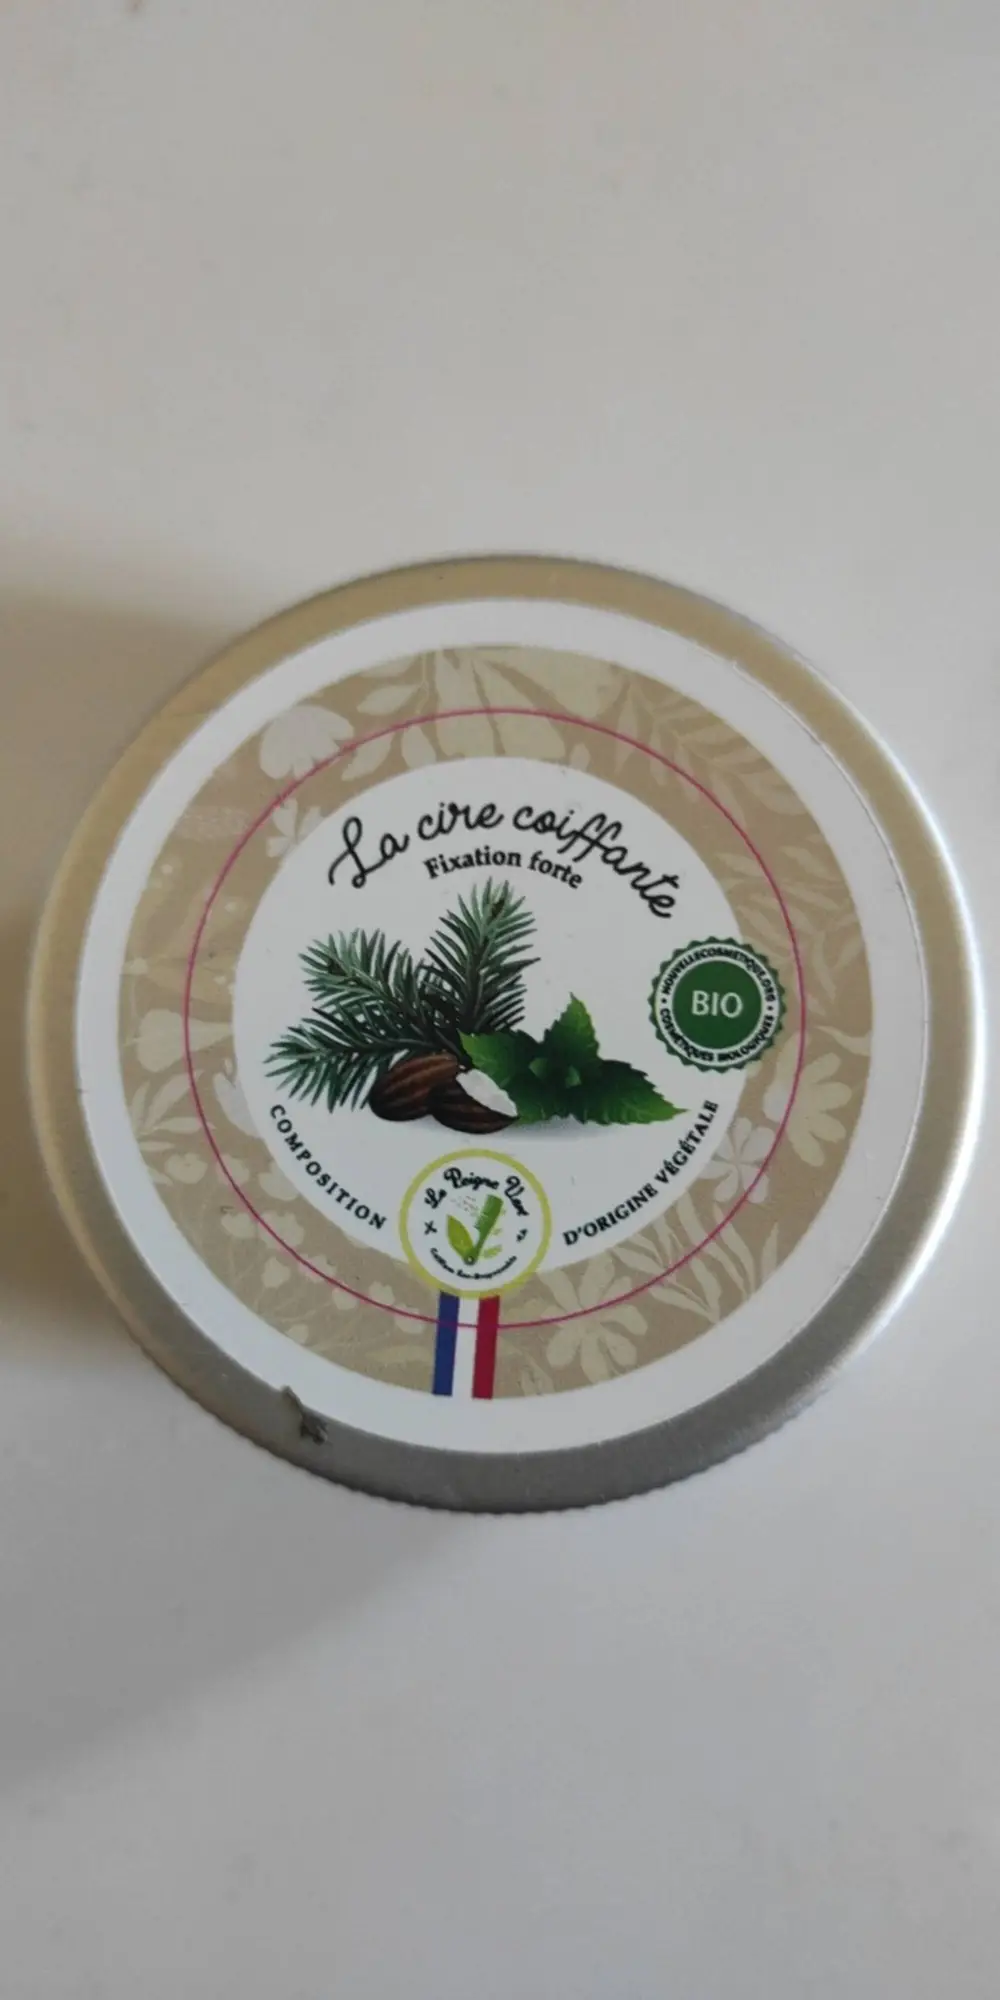 La cire coiffante
Fixation forte
NOUVELLECOSMETIQUE.ORG
BIO
COSMÉTIQUES BIOLOGIQUES
COMPOSITION
D'ORIGINE VÉGÉTALE
Le Peigne Vert